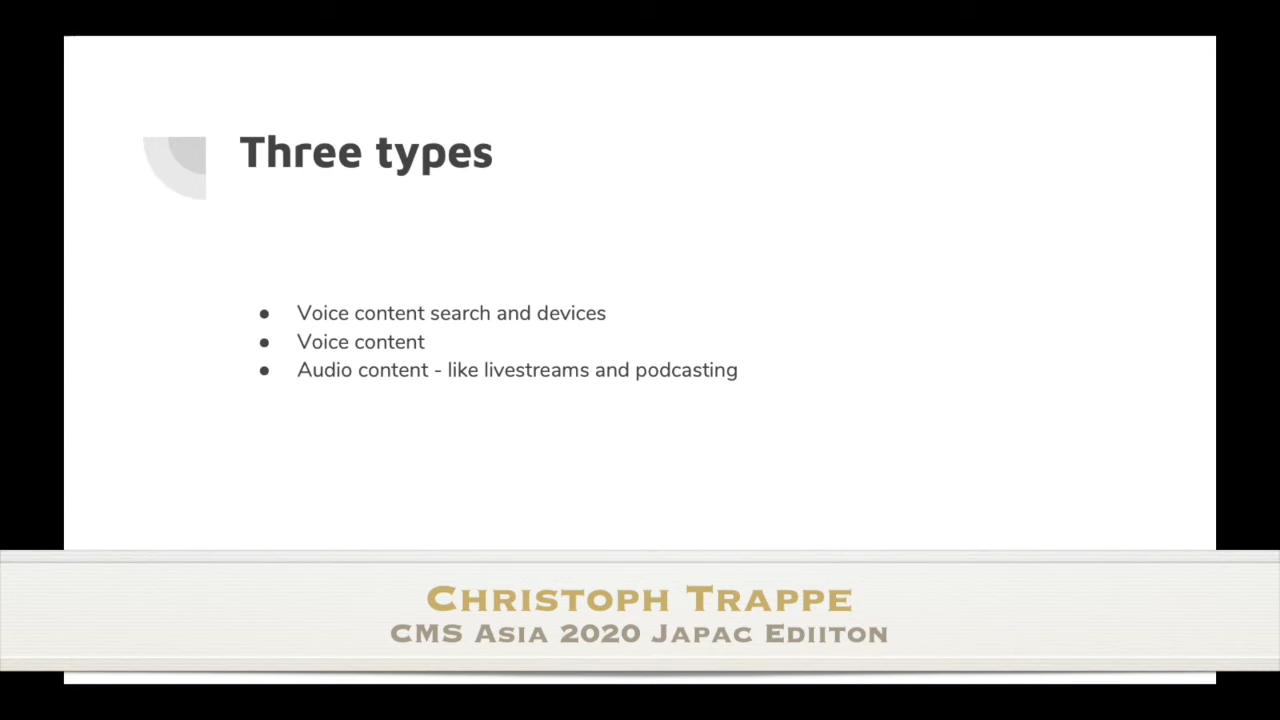 Three types
● Voice content search and devices
● Voice content
● Audio content - like livestreams and podcasting
Christoph Trappe
CMS Asia 2020 Japac Ediiton